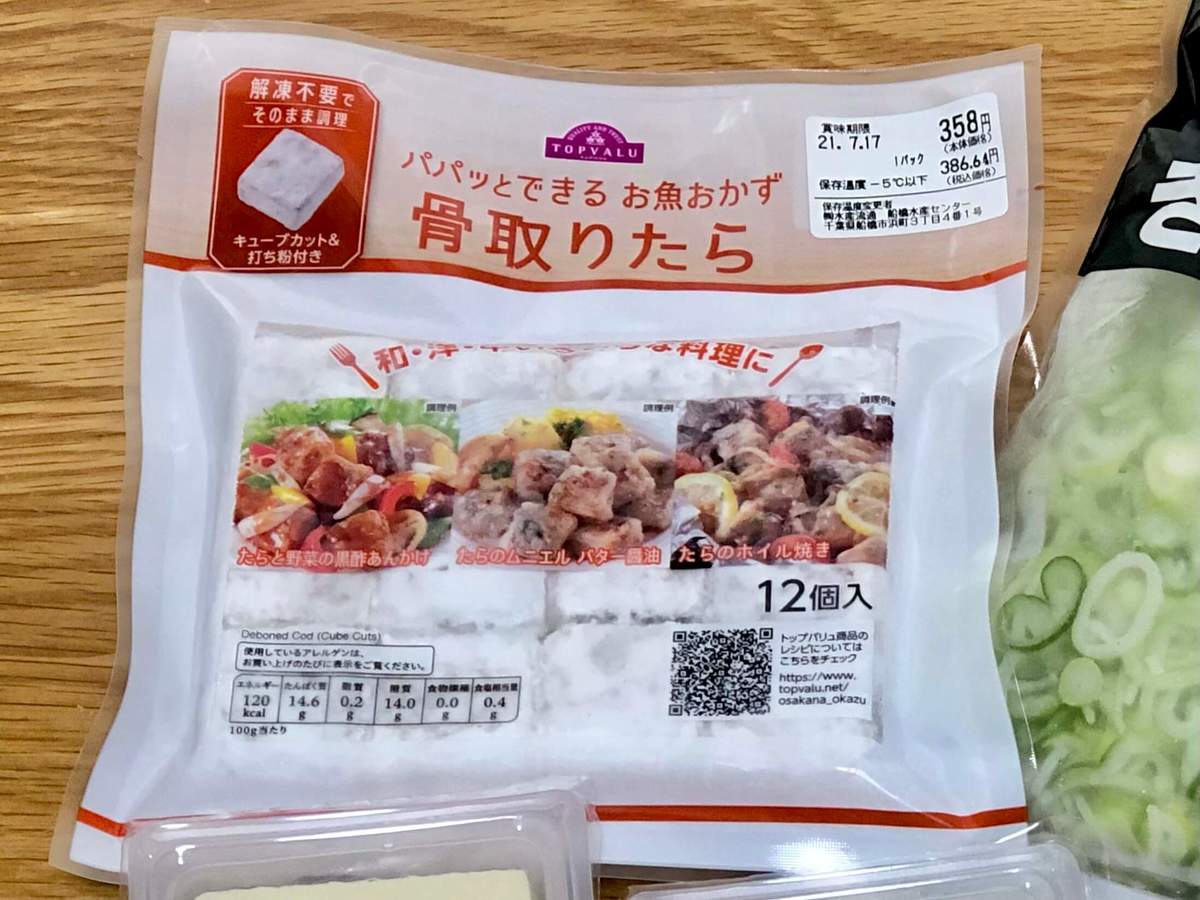 解凍不要で
そのまま調理
キューブカット&
打ち粉付き
QUALITY AND TRUST
TOPVALU
パパッとできる お魚おかず
骨取りたら
賞味期限
21. 7.17
358円
(本体価格)
1パック
386.64円
(税込価格)
保存温度 -5℃以下
保存温度変更者
㈱水産流通 船橋水産センター
千葉県船橋市浜町3丁目4番1号
和・洋・中 料理に
調理例
調理例
調理例
たらと野菜の黒酢あんかけ
たらのムニエル バター醤油
たらのホイル焼き
12個入
Deboned Cod (Cube Cuts)
使用しているアレルゲンは、
お買い上げのたびに表示をご覧ください。
エネルギー たんぱく質 脂質 糖質 食物繊維 食塩相当量
120 14.6 0.2 14.0 0.0 0.4
kcal g g g g g
100g当たり
トップバリュ商品の
レシピについては
こちらをチェック
https://www.
topvalu.net/
osakana_okazu
き